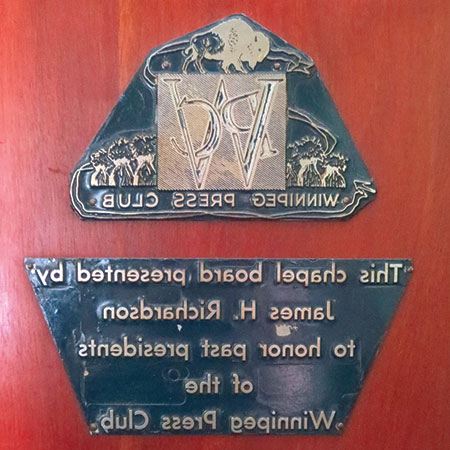 WPC
WINNIPEG PRESS CLUB
This chapel board presented by
James H. Richardson
to honor past presidents
of the
Winnipeg Press Club.